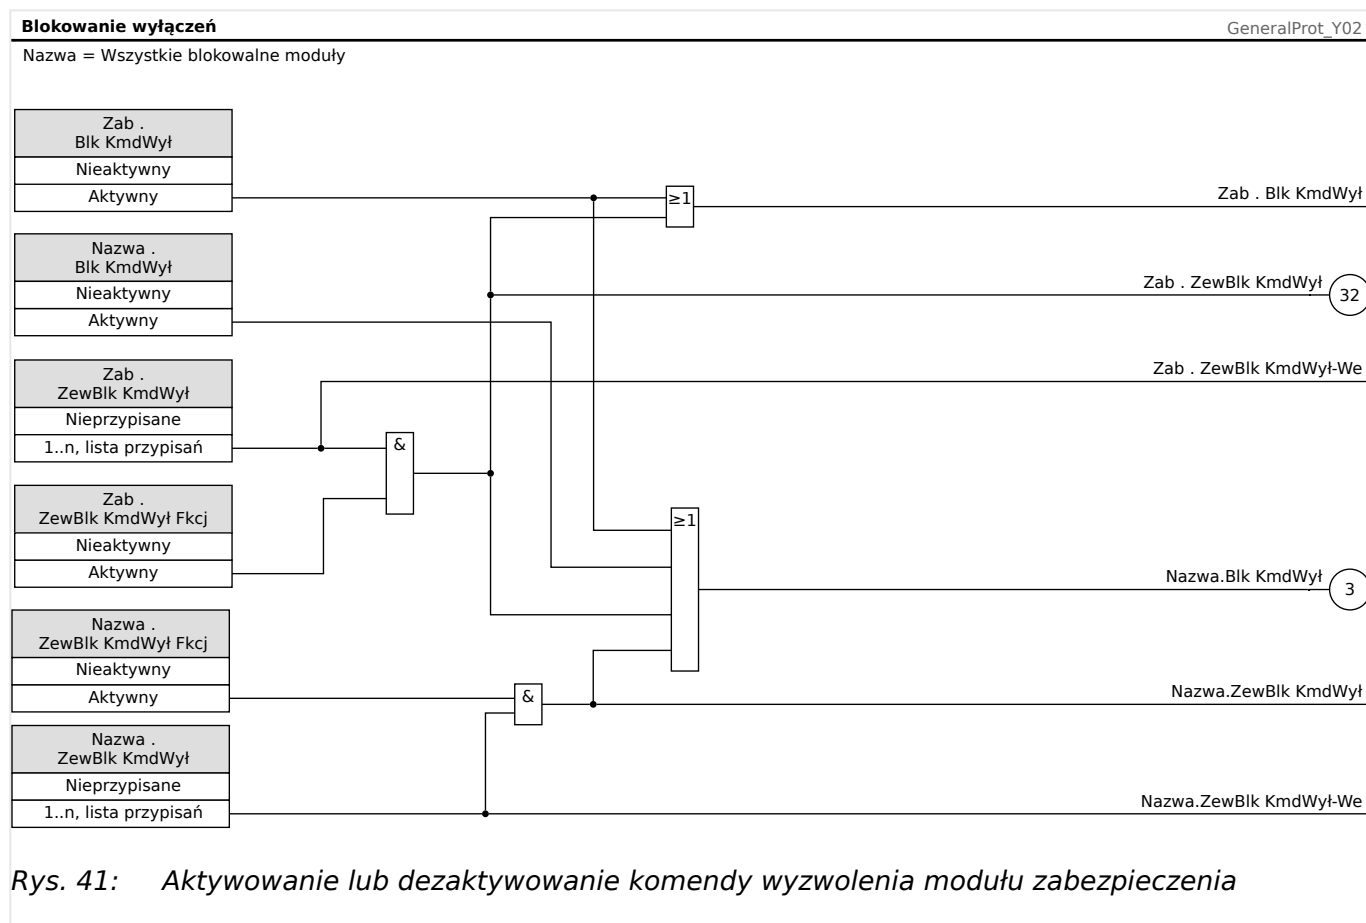 Blokowanie wyłączeń
GeneralProt_Y02
Nazwa = Wszystkie blokowalne moduły
Zab .
Blk KmdWył
Nieaktywny
Aktywny
≥1
Zab . Blk KmdWył
Nazwa .
Blk KmdWył
Nieaktywny
Aktywny
Zab . ZewBlk KmdWył
32
Zab .
ZewBlk KmdWył
Nieprzypisane
1..n, lista przypisań
Zab . ZewBlk KmdWył-We
&
Zab .
ZewBlk KmdWył Fkcj
Nieaktywny
Aktywny
≥1
Nazwa.Blk KmdWył
3
Nazwa .
ZewBlk KmdWył Fkcj
Nieaktywny
Aktywny
&
Nazwa.ZewBlk KmdWył
Nazwa .
ZewBlk KmdWył
Nieprzypisane
1..n, lista przypisań
Nazwa.ZewBlk KmdWył-We
Rys. 41: Aktywowanie lub dezaktywowanie komendy wyzwolenia modułu zabezpieczenia